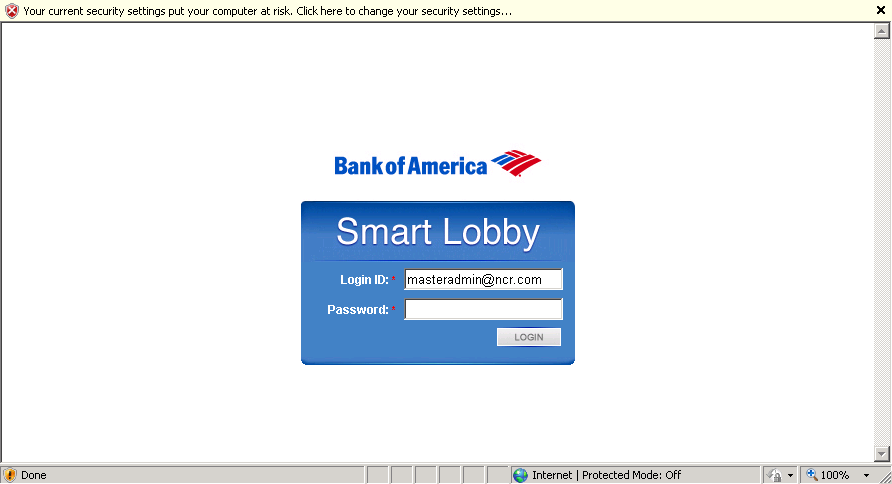 Your current security settings put your computer at risk. Click here to change your security settings...
Bank of America
Smart Lobby
Login ID: * masteradmin@ncr.com
Password: *
LOGIN
Done
Internet | Protected Mode: Off
100%